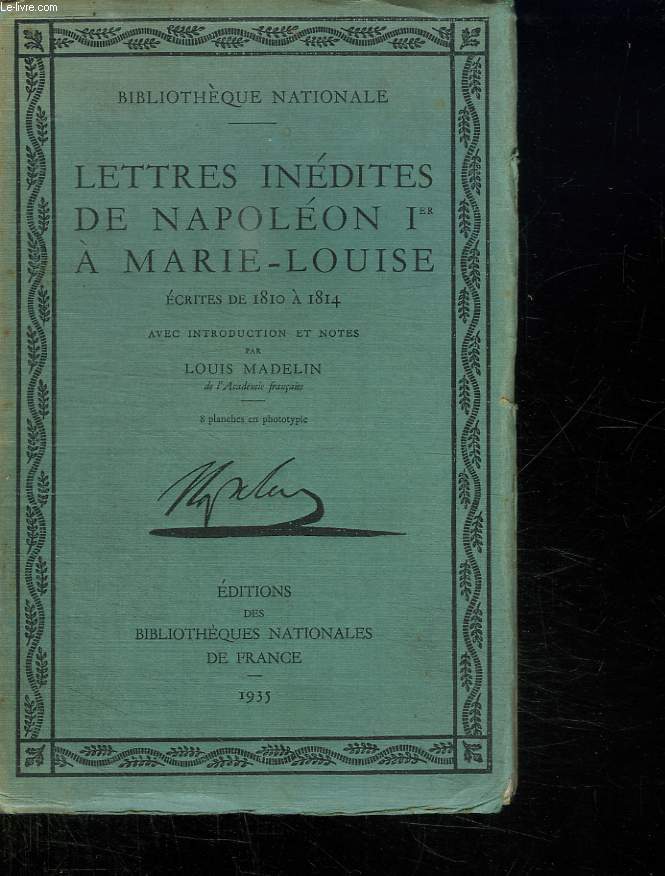 Le-livre.com
BIBLIOTHÈQUE NATIONALE
LETTRES INÉDITES
DE NAPOLÉON IER
À MARIE-LOUISE
ÉCRITES DE 1810 À 1814
AVEC INTRODUCTION ET NOTES
PAR
LOUIS MADELIN
de l'Académie française
8 planches en phototypie
ÉDITIONS
DES
BIBLIOTHÈQUES NATIONALES
DE FRANCE
1935